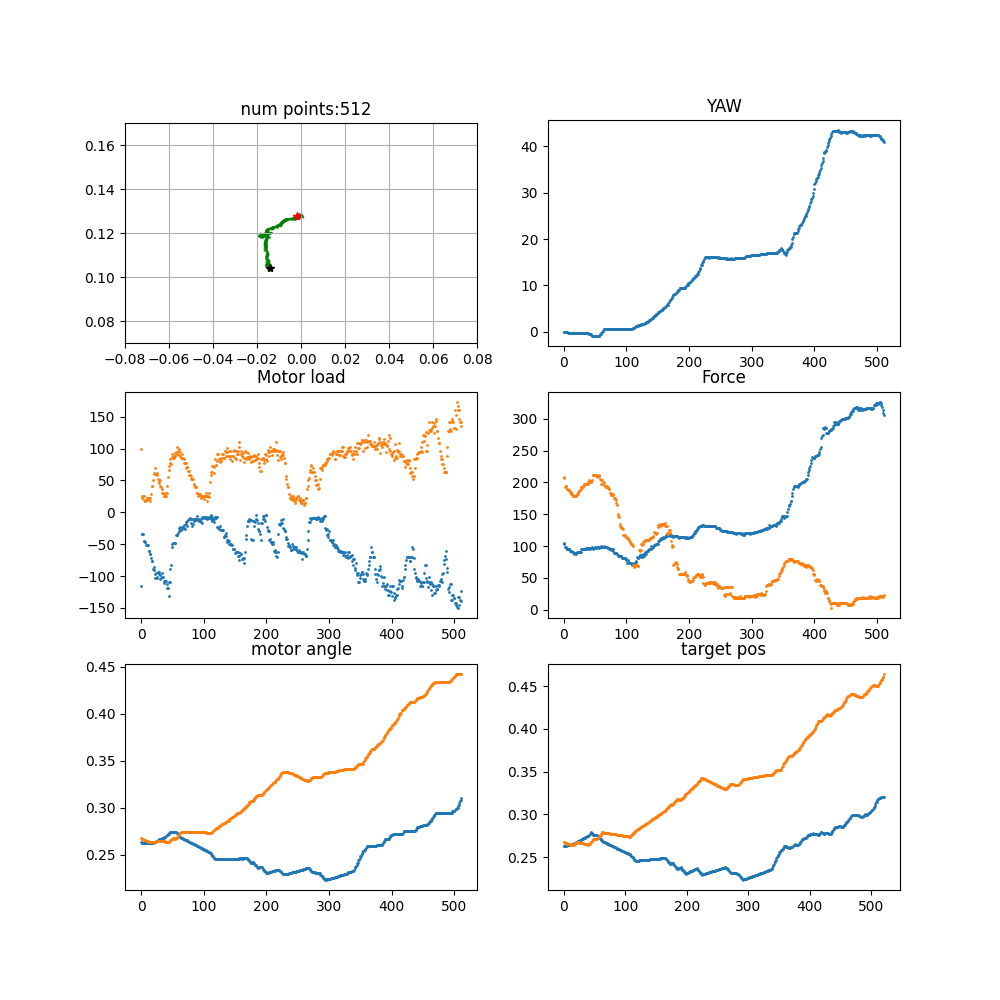 num points:512
0.16
0.14
0.12
0.10
0.08
−0.08 −0.06 −0.04 −0.02 0.00 0.02 0.04 0.06 0.08
YAW
40
30
20
10
0
0 100 200 300 400 500
Motor load
150
100
50
0
−50
−100
−150
0 100 200 300 400 500
Force
300
250
200
150
100
50
0
0 100 200 300 400 500
motor angle
0.45
0.40
0.35
0.30
0.25
0 100 200 300 400 500
target pos
0.45
0.40
0.35
0.30
0.25
0 100 200 300 400 500